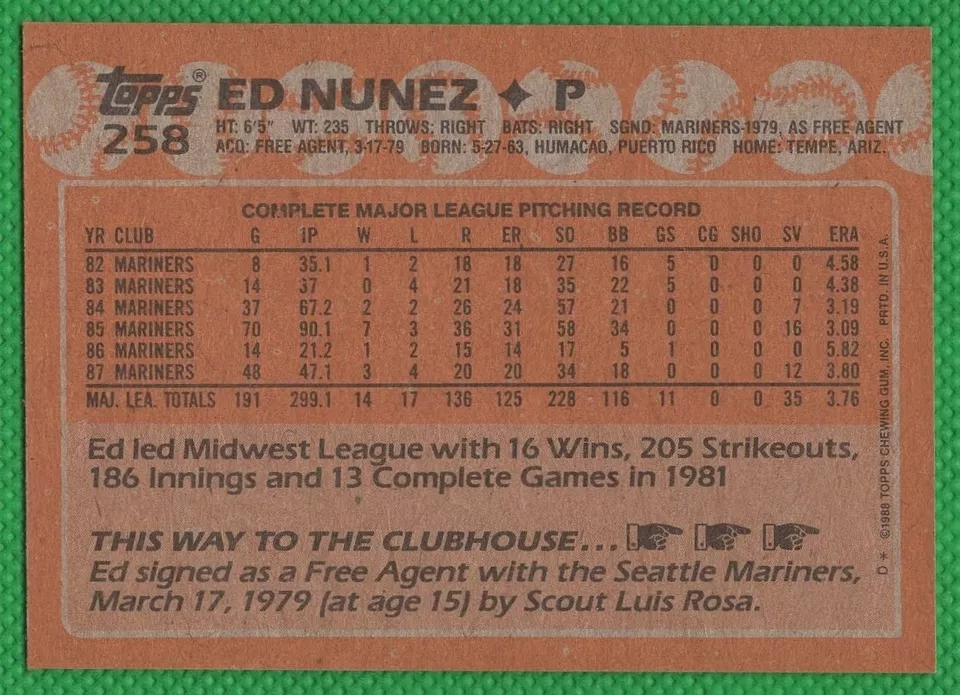 Topps® ED NUNEZ ✦ P
258
HT: 6'5" WT: 235 THROWS: RIGHT BATS: RIGHT SGND: MARINERS-1979, AS FREE AGENT
ACQ: FREE AGENT, 3-17-79 BORN: 5-27-63, HUMACAO, PUERTO RICO HOME: TEMPE, ARIZ.
COMPLETE MAJOR LEAGUE PITCHING RECORD
YR CLUB G IP W L R ER SO BB GS CG SHO SV ERA
82 MARINERS 8 35.1 1 2 18 18 27 16 5 0 0 0 4.58
83 MARINERS 14 37 0 4 21 18 35 22 5 0 0 0 4.38
84 MARINERS 37 67.2 2 2 26 24 57 21 0 0 0 7 3.19
85 MARINERS 70 90.1 7 3 36 31 58 34 0 0 0 16 3.09
86 MARINERS 14 21.2 1 2 15 14 17 5 1 0 0 0 5.82
87 MARINERS 48 47.1 3 4 20 20 34 18 0 0 0 12 3.80
MAJ. LEA. TOTALS 191 299.1 14 17 136 125 228 116 11 0 0 35 3.76
Ed led Midwest League with 16 Wins, 205 Strikeouts,
186 Innings and 13 Complete Games in 1981
THIS WAY TO THE CLUBHOUSE...
Ed signed as a Free Agent with the Seattle Mariners,
March 17, 1979 (at age 15) by Scout Luis Rosa.
D* ©1988 TOPPS CHEWING GUM, INC. PRTD. IN U.S.A.